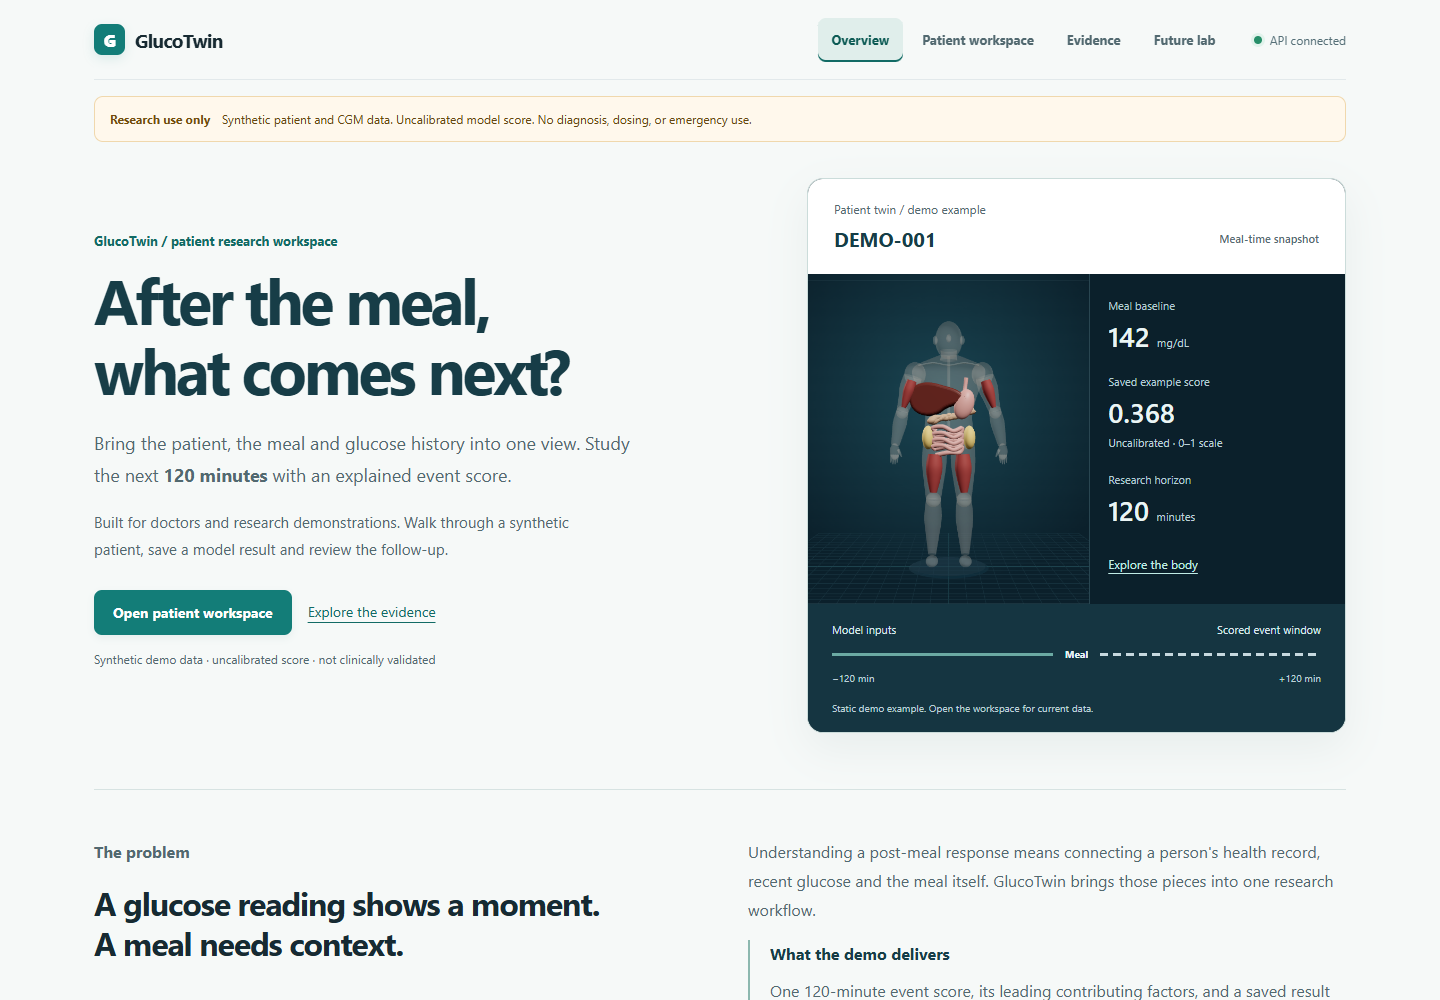 G GlucoTwin
Overview Patient workspace Evidence Future lab API connected
Research use only Synthetic patient and CGM data. Uncalibrated model score. No diagnosis, dosing, or emergency use.
GlucoTwin / patient research workspace
After the meal,
what comes next?
Bring the patient, the meal and glucose history into one view. Study
the next 120 minutes with an explained event score.
Built for doctors and research demonstrations. Walk through a synthetic
patient, save a model result and review the follow-up.
Open patient workspace Explore the evidence
Synthetic demo data · uncalibrated score · not clinically validated
Patient twin / demo example
DEMO-001
Meal-time snapshot
Meal baseline
142 mg/dL
Saved example score
0.368
Uncalibrated · 0–1 scale
Research horizon
120 minutes
Explore the body
Model inputs Scored event window
Meal
−120 min +120 min
Static demo example. Open the workspace for current data.
The problem
A glucose reading shows a moment.
A meal needs context.
Understanding a post-meal response means connecting a person's health record,
recent glucose and the meal itself. GlucoTwin brings those pieces into one research
workflow.
What the demo delivers
One 120-minute event score, its leading contributing factors, and a saved result